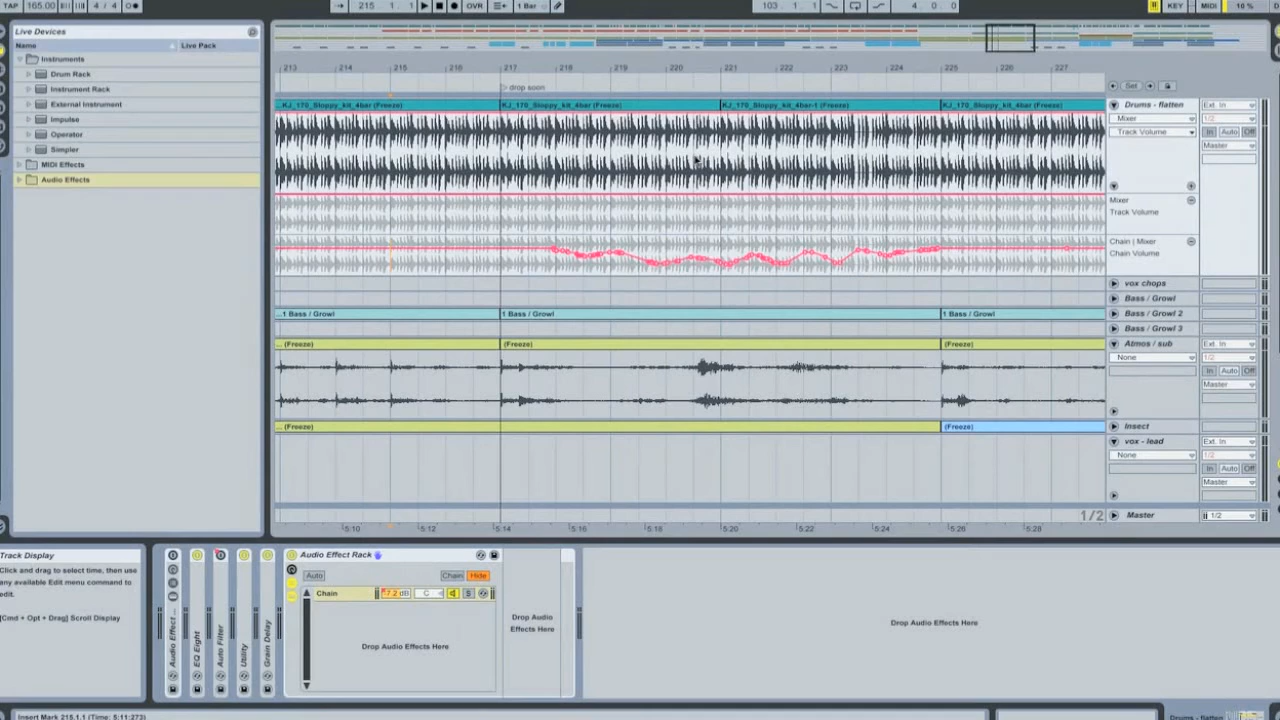 TAP 165.00 4 / 4 215 . 1 . 1 OVR 1 Bar 103 . 1 . 1 4 . 0 . 0 KEY MIDI 10 % D
Live Devices
Name Live Pack
Instruments
Drum Rack
Instrument Rack
External Instrument
Impulse
Operator
Simpler
MIDI Effects
Audio Effects
213 214 215 216 217 218 219 220 221 222 223 224 225 226 227
drop soon
Set
...KJ_170_Sloppy_kit_4bar (Freeze) KJ_170_Sloppy_kit_4bar (Freeze) KJ_170_Sloppy_kit_4bar-1 (Freeze) KJ_170_Sloppy_kit_4bar (Freeze)
Drums - flatten Ext. In
Mixer 1/2
Track Volume In Auto Off
Master
Mixer
Track Volume
Chain | Mixer
Chain Volume
vox chops
Bass / Growl
...1 Bass / Growl 1 Bass / Growl 1 Bass / Growl Bass / Growl 2
Bass / Growl 3
... (Freeze) (Freeze) (Freeze) Atmos / sub Ext. In
None 1/2
In Auto Off
Master
... (Freeze) (Freeze) Insect
vox - lead Ext. In
None 1/2
In Auto Off
Master
1/2 Master 1/2
5:10 5:12 5:14 5:16 5:18 5:20 5:22 5:24 5:26 5:28
Track Display
Click and drag to select time, then use
any available Edit menu command to
edit.
[Cmd + Opt + Drag] Scroll Display
Audio Effect ...
EQ Eight
Auto Filter
Utility
Grain Delay
Audio Effect Rack
Auto Chain Hide
Chain C S
Drop Audio Effects Here
Drop Audio
Effects Here
Drop Audio Effects Here
Insert Mark 215.1.1 (Time: 5:11:273)
Drums - flatten